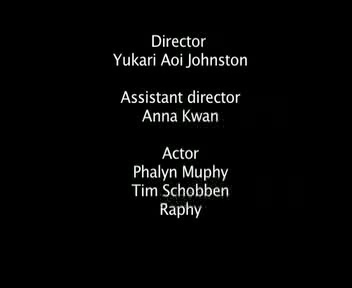 Director
Yukari Aoi Johnston
Assistant director
Anna Kwan
Actor
Phalyn Muphy
Tim Schobben
Raphy